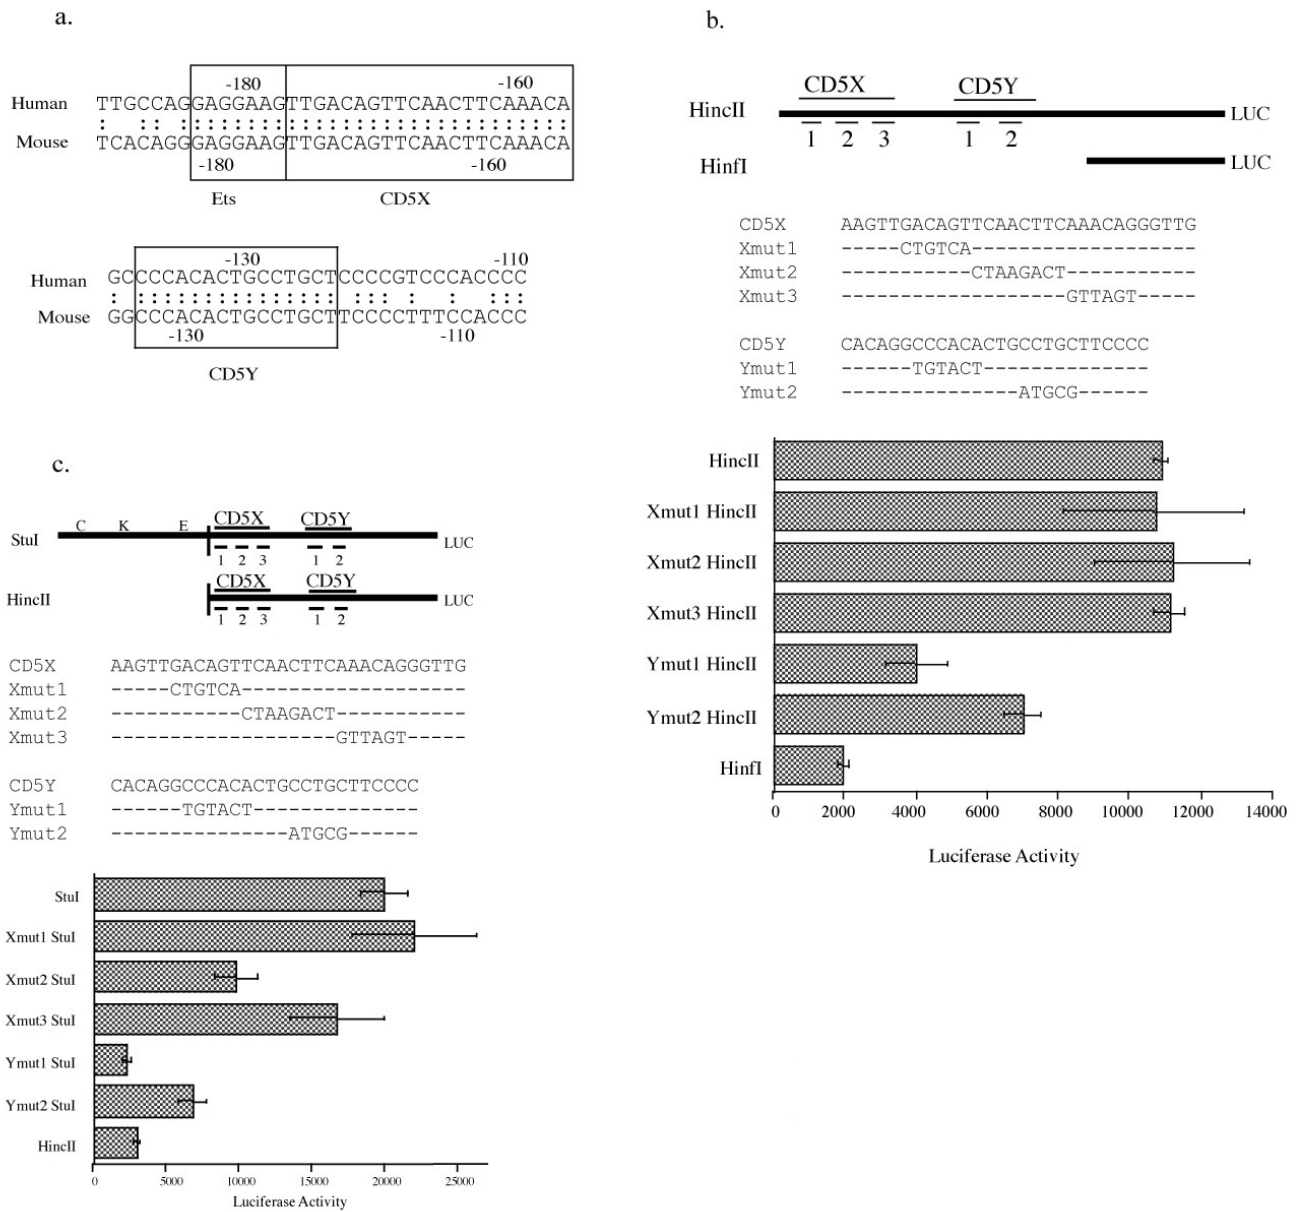 a.
-180 -160
Human TTGCCAGGAGGAAGTTGACAGTTCAACTTCAAACA
Mouse TCACAGGGAGGAAGTTGACAGTTCAACTTCAAACA
-180 -160
Ets CD5X
-130 -110
Human GCCCCACACTGCCTGCTCCCCGTCCCACCCC
Mouse GGCCCACACTGCCTGCTTCCCCTTTCCACCC
-130 -110
CD5Y
b.
CD5X CD5Y
HincII LUC
1 2 3 1 2
HinfI LUC
CD5X AAGTTGACAGTTCAACTTCAAACAGGGTTG
Xmut1 -----CTGTCA-------------------
Xmut2 -----------CTAAGACT-----------
Xmut3 -------------------GTTAGT-----
CD5Y CACAGGCCCACACTGCCTGCTTCCCC
Ymut1 ------TGTACT--------------
Ymut2 ---------------ATGCG------
HincII
Xmut1 HincII
Xmut2 HincII
Xmut3 HincII
Ymut1 HincII
Ymut2 HincII
HinfI
0 2000 4000 6000 8000 10000 12000 14000
Luciferase Activity
c.
C K E CD5X CD5Y
StuI LUC
1 2 3 1 2
CD5X CD5Y
HincII LUC
1 2 3 1 2
CD5X AAGTTGACAGTTCAACTTCAAACAGGGTTG
Xmut1 -----CTGTCA-------------------
Xmut2 -----------CTAAGACT-----------
Xmut3 -------------------GTTAGT-----
CD5Y CACAGGCCCACACTGCCTGCTTCCCC
Ymut1 ------TGTACT--------------
Ymut2 ---------------ATGCG------
StuI
Xmut1 StuI
Xmut2 StuI
Xmut3 StuI
Ymut1 StuI
Ymut2 StuI
HincII
0 5000 10000 15000 20000 25000
Luciferase Activity